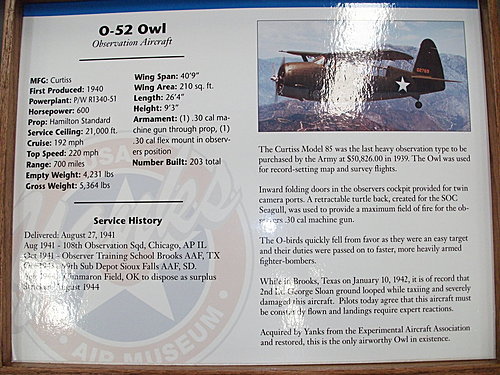 O-52 Owl
Observation Aircraft
MFG: Curtiss
First Produced: 1940
Powerplant: P/W R1340-51
Horsepower: 600
Prop: Hamilton Standard
Service Ceiling: 21,000 ft.
Cruise: 192 mph
Top Speed: 220 mph
Range: 700 miles
Empty Weight: 4,231 lbs
Gross Weight: 5,364 lbs
Wing Span: 40'9"
Wing Area: 210 sq. ft.
Length: 26'4"
Height: 9'3"
Armament: (1) .30 cal ma-
chine gun through prop, (1)
.30 cal flex mount in observ-
ers position
Number Built: 203 total
Service History
Delivered: August 27, 1941
Aug 1941 - 108th Observation Sqd, Chicago, AP IL
Oct 1941 - Observer Training School Brooks AAF, TX
Sub Depot Sioux Falls AAF, SD.
Cimmaron Field, OK to dispose as surplus
August 1944
AIR MUSEUM
The Curtiss Model 85 was the last heavy observation type to be
purchased by the Army at $50,826.00 in 1939. The Owl was used
for record-setting map and survey flights.
Inward folding doors in the observers cockpit provided for twin
camera ports. A retractable turtle back, created for the SOC
Seagull, was used to provide a maximum field of fire for the ob-
servers .30 cal machine gun.
The O-birds quickly fell from favor as they were an easy target
and their duties were passed on to faster, more heavily armed
fighter-bombers.
While in Brooks, Texas on January 10, 1942, it is of record that
2nd Lt. George Sloan ground looped while taxiing and severely
damaged this aircraft. Pilots today agree that this aircraft must
be constantly flown and landings require expert reactions.
Acquired by Yanks from the Experimental Aircraft Association
and restored, this is the only airworthy Owl in existence.